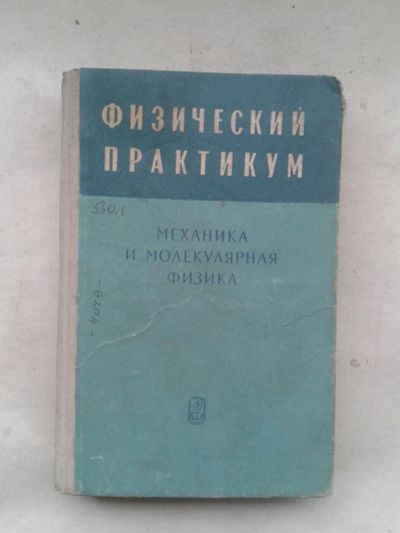 ФИЗИЧЕСКИЙ
ПРАКТИКУМ
МЕХАНИКА
И МОЛЕКУЛЯРНАЯ
ФИЗИКА